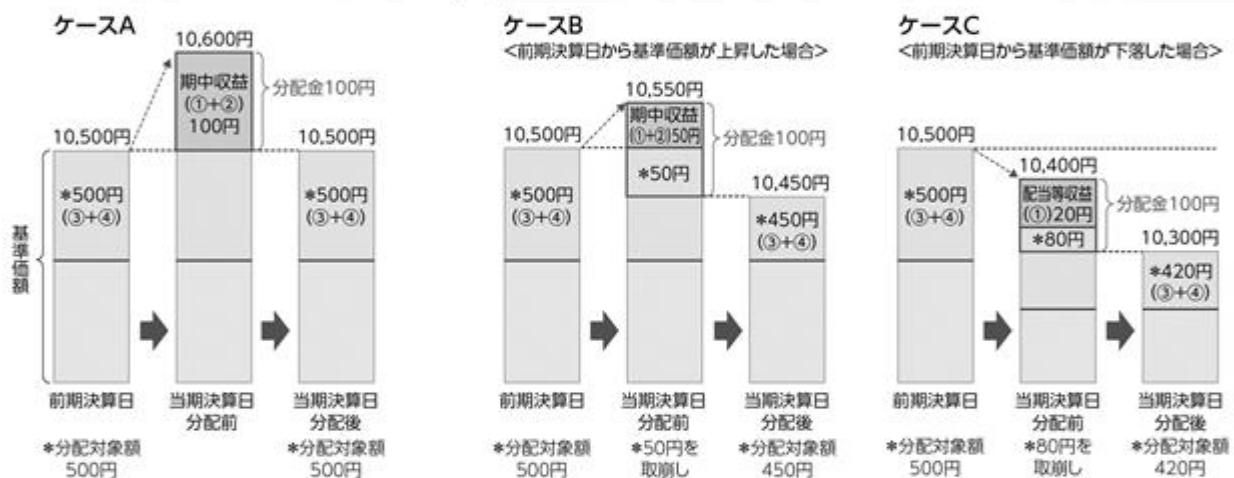 ケースA
10,600円
期中収益
(①+②)
100円
分配金100円
10,500円
10,500円
*500円
(③+④)
*500円
(③+④)
基準価額
前期決算日
当期決算日
分配前
当期決算日
分配後
*分配対象額
500円
*分配対象額
500円
ケースB
<前期決算日から基準価額が上昇した場合>
10,550円
期中収益
(①+②)50円
分配金100円
10,500円
*500円
(③+④)
*50円
10,450円
*450円
(③+④)
前期決算日
当期決算日
分配前
当期決算日
分配後
*分配対象額
500円
*50円を
取崩し
*分配対象額
450円
ケースC
<前期決算日から基準価額が下落した場合>
10,500円
10,400円
*500円
(③+④)
配当等収益
(①)20円
分配金100円
*80円
10,300円
*420円
(③+④)
前期決算日
当期決算日
分配前
当期決算日
分配後
*分配対象額
500円
*80円を
取崩し
*分配対象額
420円